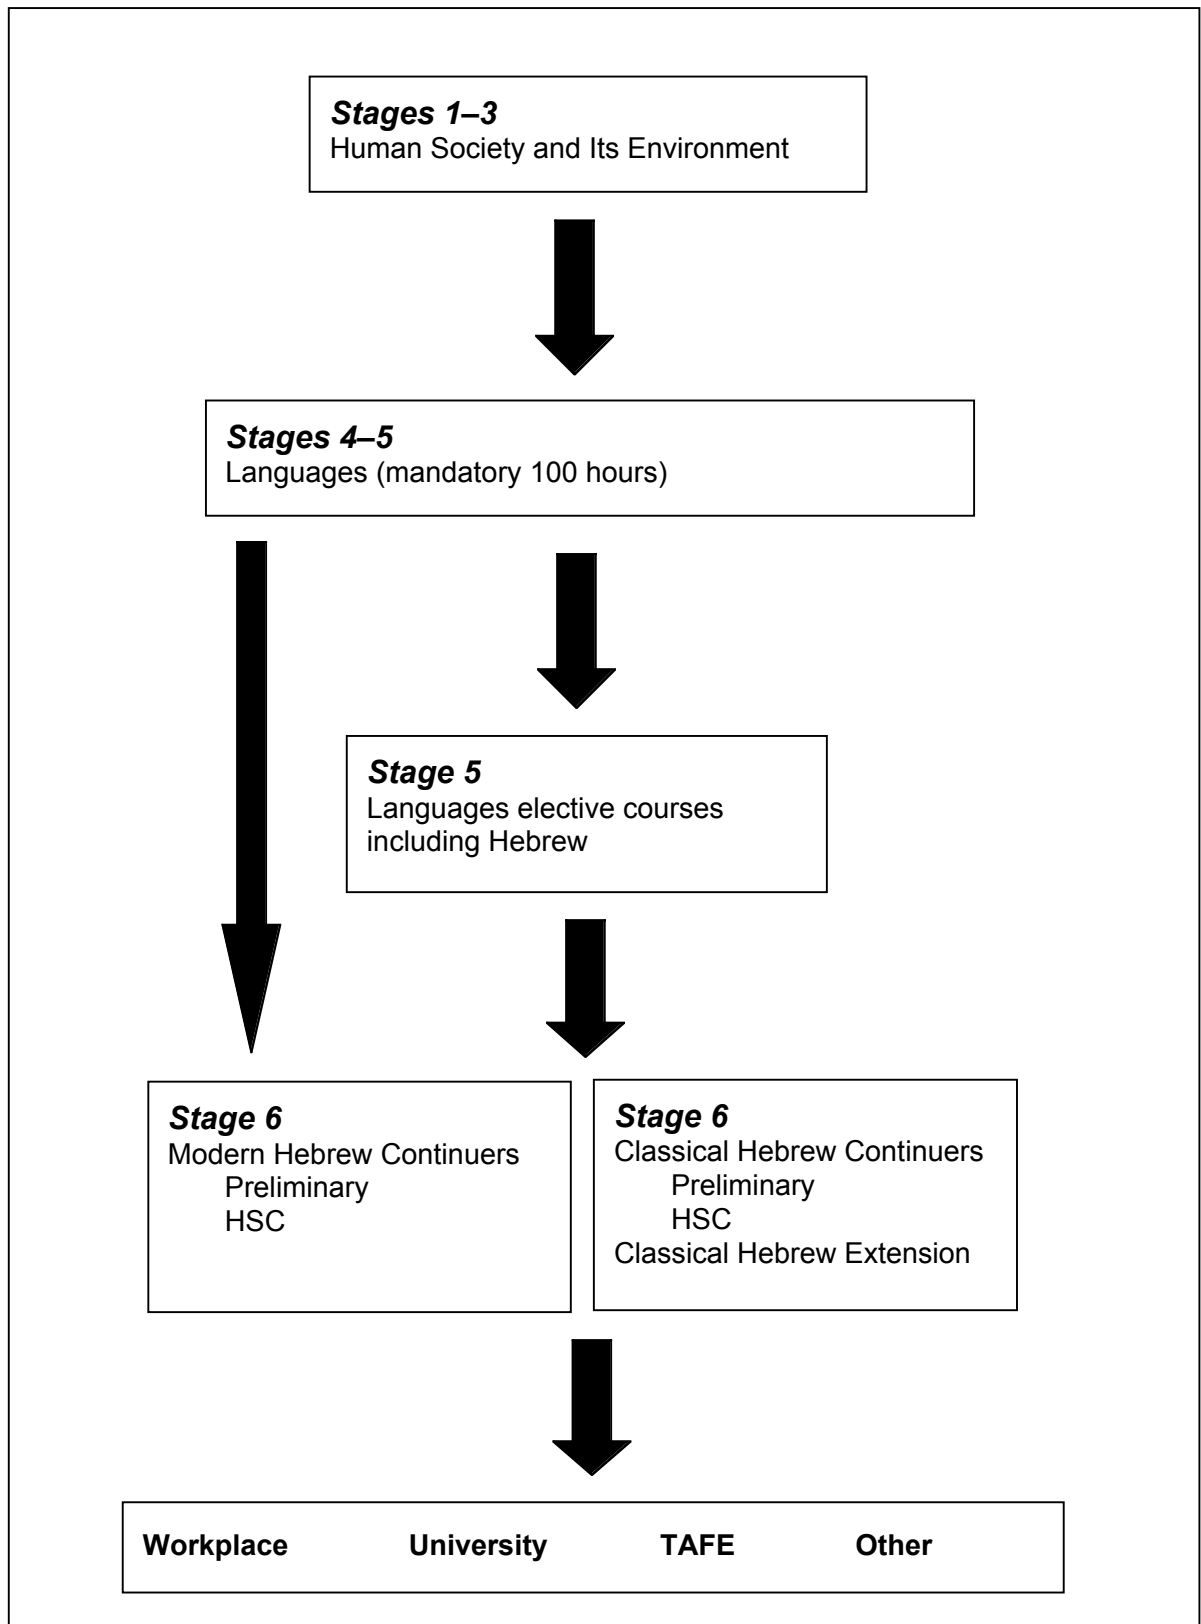 Stages 1–3
Human Society and Its Environment
Stages 4–5
Languages (mandatory 100 hours)
Stage 5
Languages elective courses
including Hebrew
Stage 6
Modern Hebrew Continuers
Preliminary
HSC
Stage 6
Classical Hebrew Continuers
Preliminary
HSC
Classical Hebrew Extension
Workplace University TAFE Other